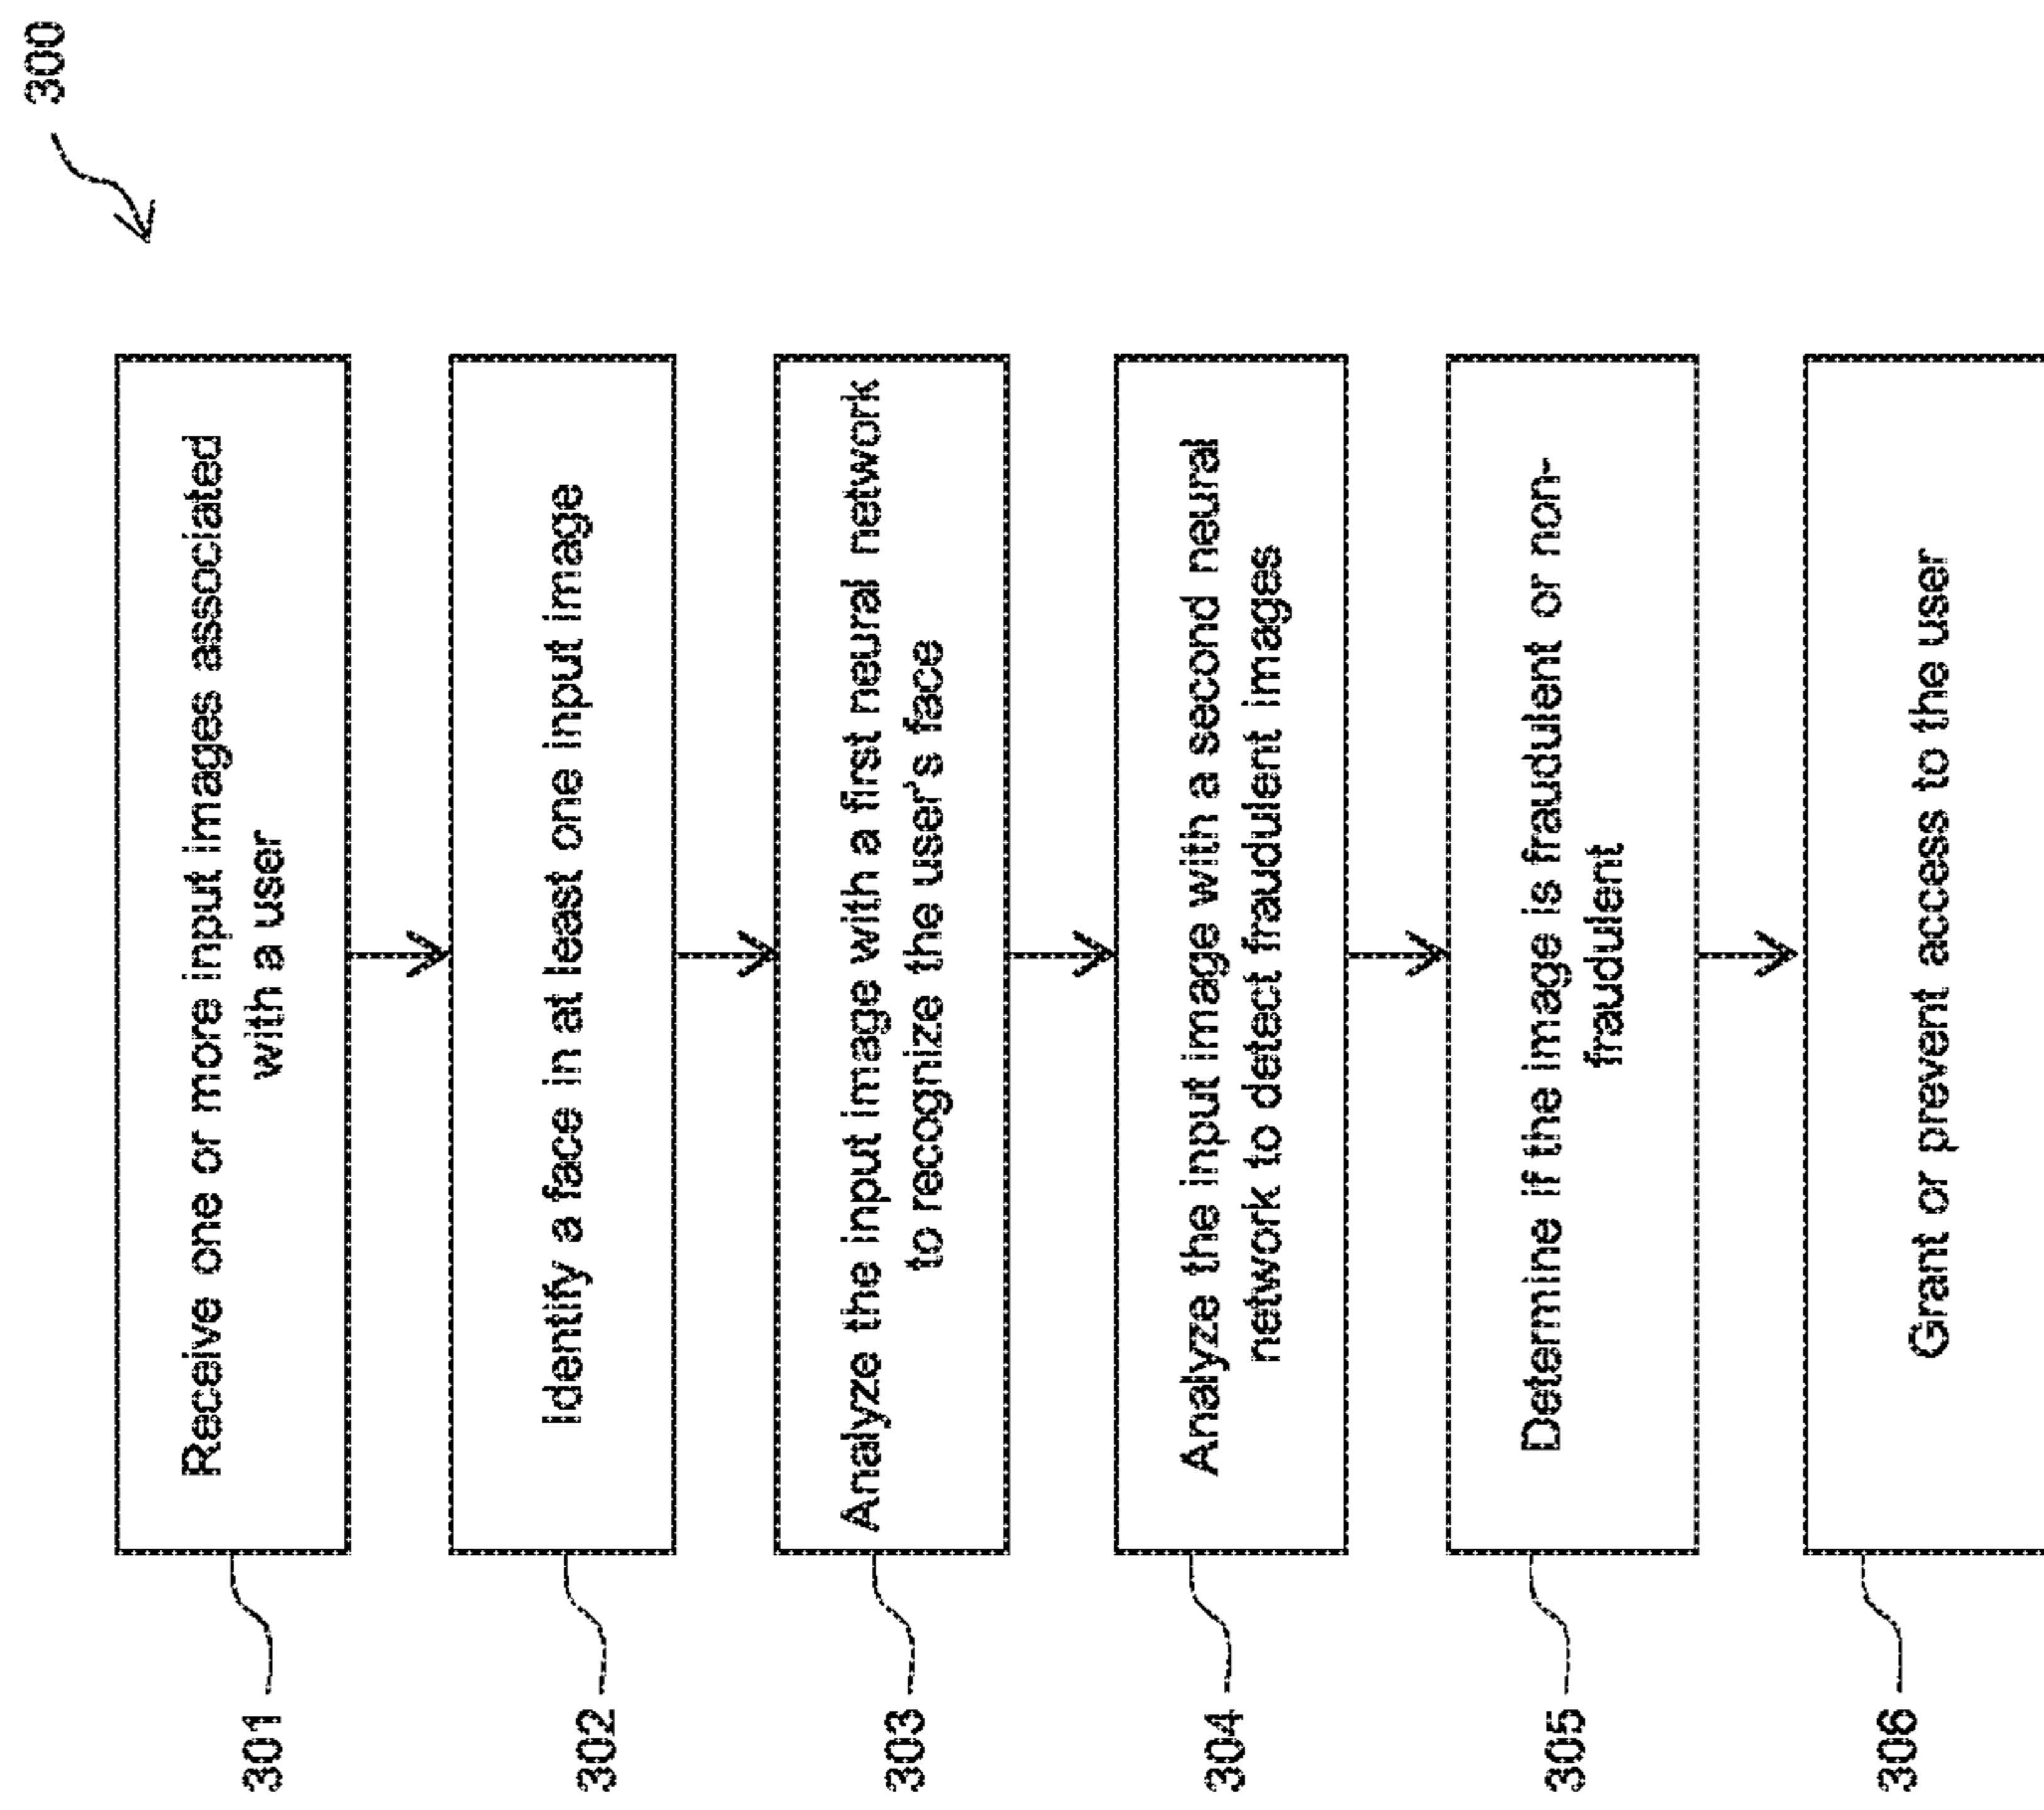 300
301
Receive one or more input images associated
with a user
302
Identify a face in at least one input image
303
Analyze the input image with a first neural network
to recognize the user's face
304
Analyze the input image with a second neural
network to detect fraudulent images
305
Determine if the image is fraudulent or non-
fraudulent
306
Grant or prevent access to the user